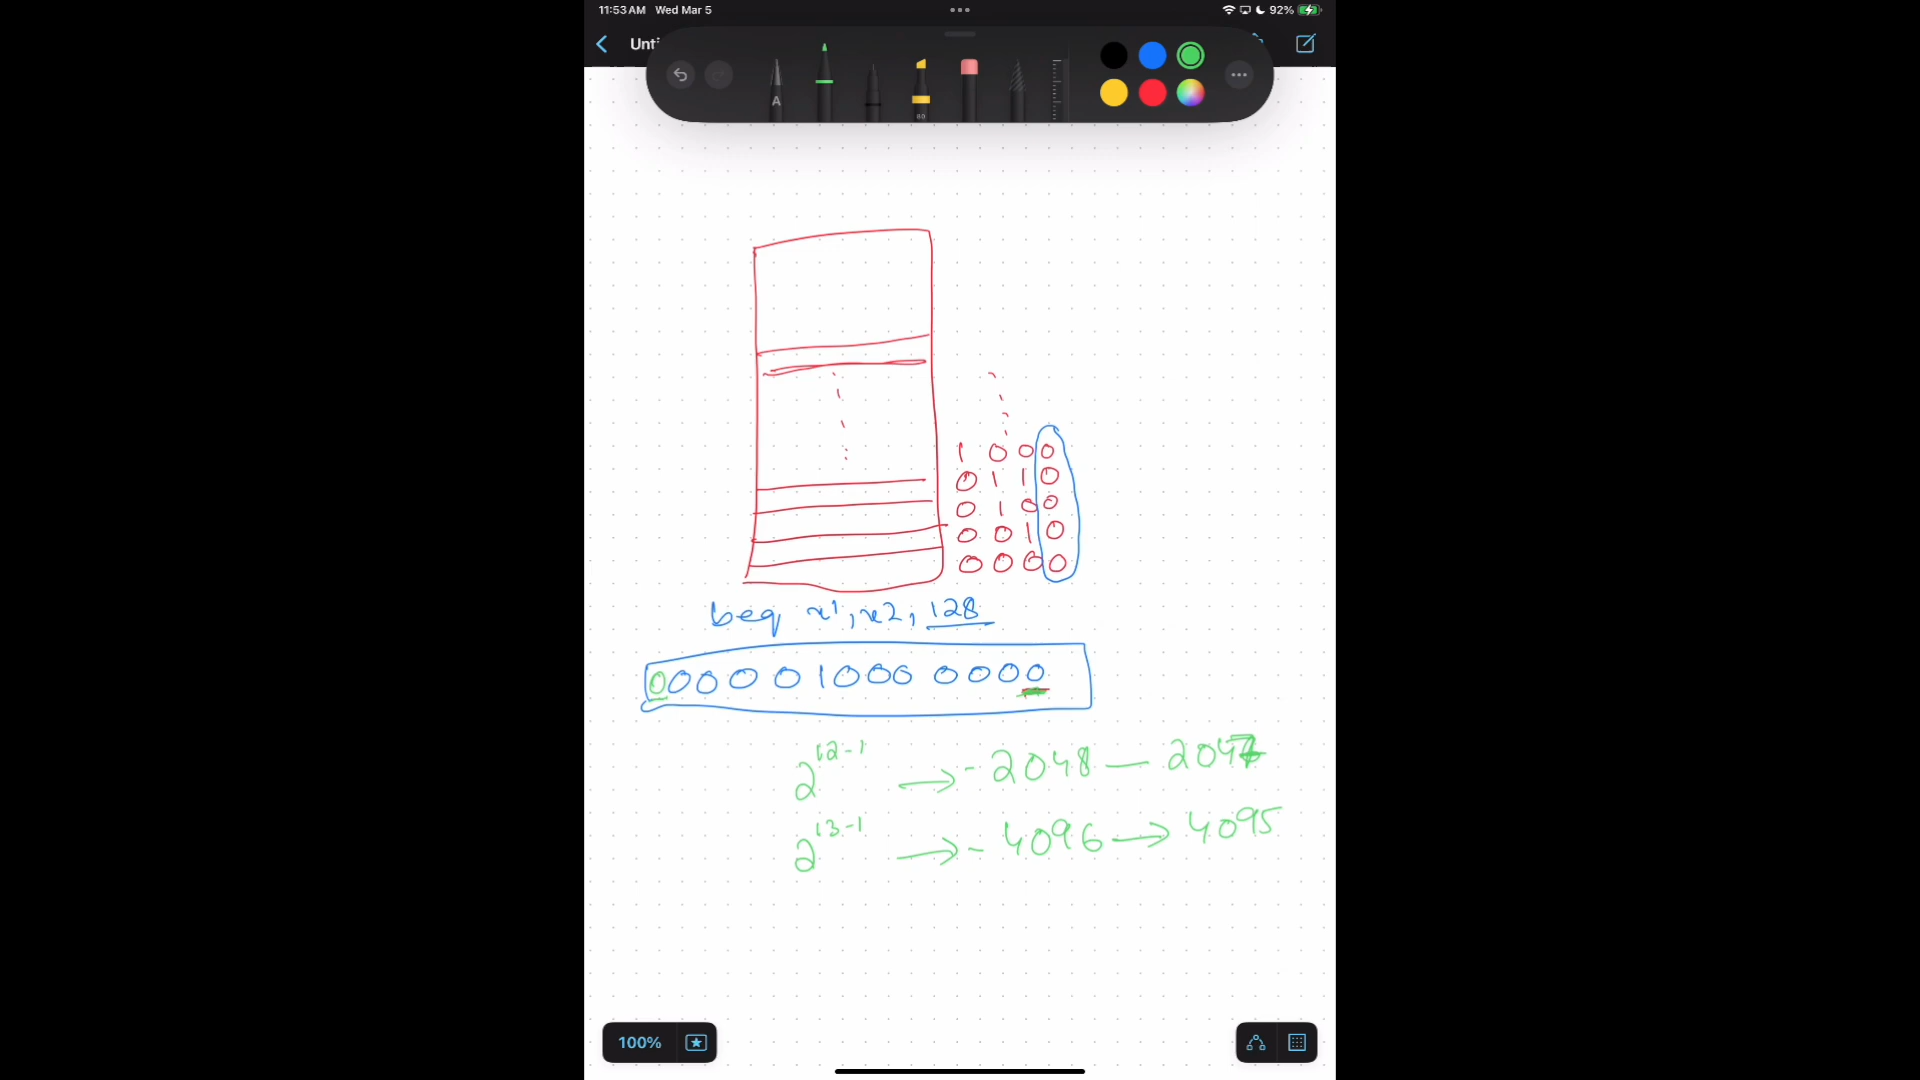 11:53 AM Wed Mar 5
92%
Unti
A
80
1 0 0 0
0 1 1 0
0 1 0 0
0 0 1 0
0 0 0 0
beq x1, x2, 128
0000 0 1000 0000
2^12-1 → -2048 — 2047
2^13-1 → -4096 → 4095
100%